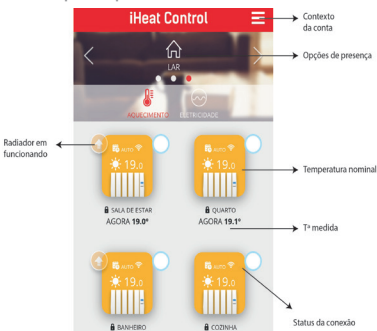 iHeat Control
Contexto
da conta
Opções de presença
LAR
AQUECIMENTO
ELETRICIDADE
Radiador em
funcionando
AUTO
19.0
AUTO
19.0
Temperatura nominal
SALA DE ESTAR
AGORA 19.0°
QUARTO
AGORA 19.1°
Tª medida
AUTO
19.0
AUTO
19.0
Status da conexão
BANHEIRO
COZINHA